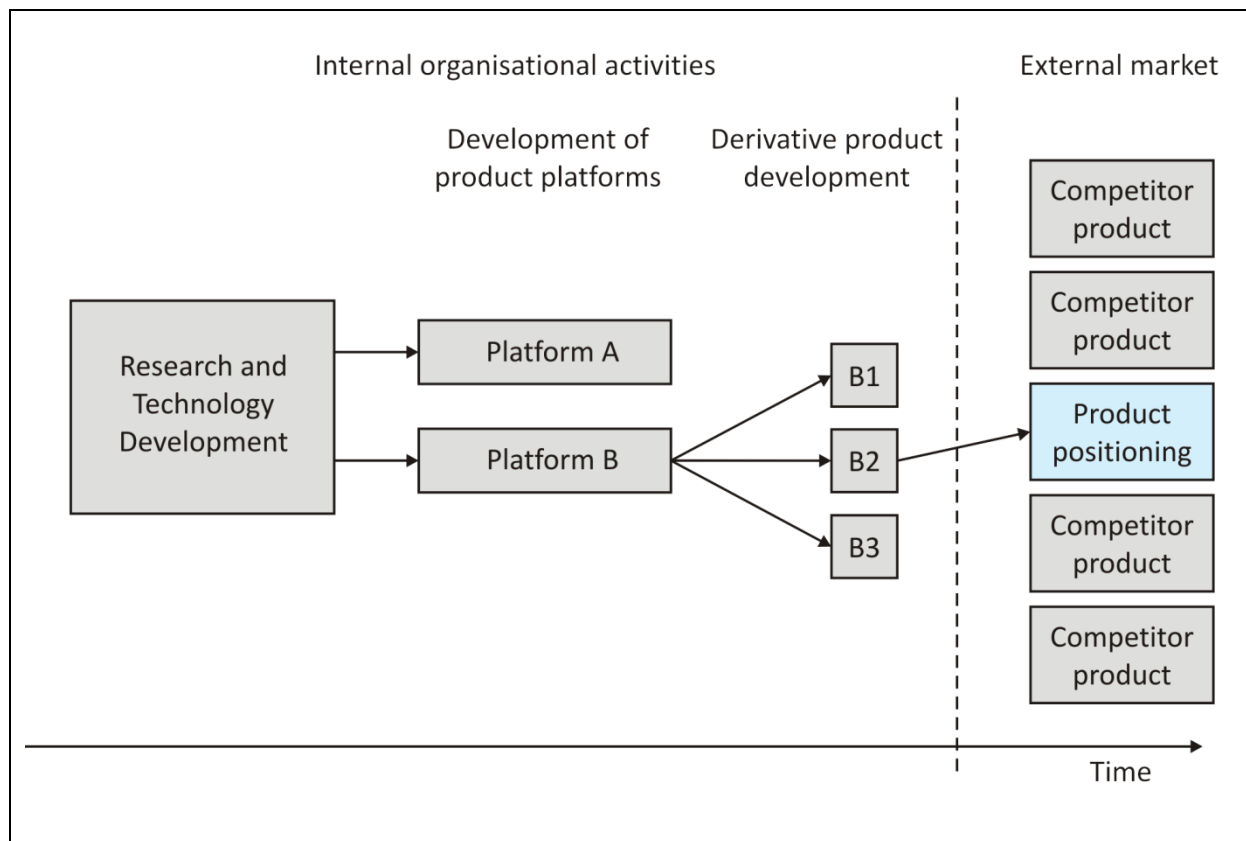 Internal organisational activities
External market
Development of
product platforms
Derivative product
development
Competitor
product
Competitor
product
Research and
Technology
Development
Platform A
Platform B
B1
B2
B3
Product
positioning
Competitor
product
Competitor
product
Time